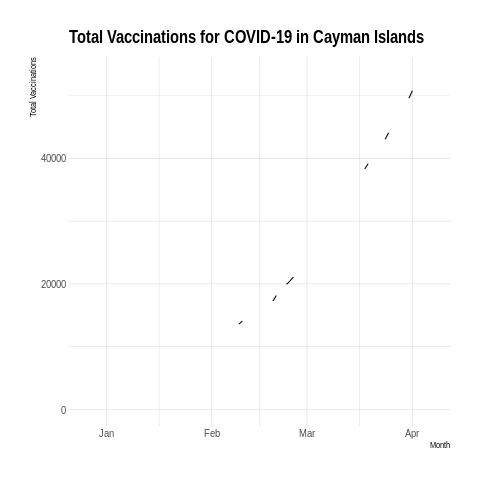 Total Vaccinations for COVID-19 in Cayman Islands
Total Vaccinations
40000
20000
0
Jan Feb Mar Apr
Month